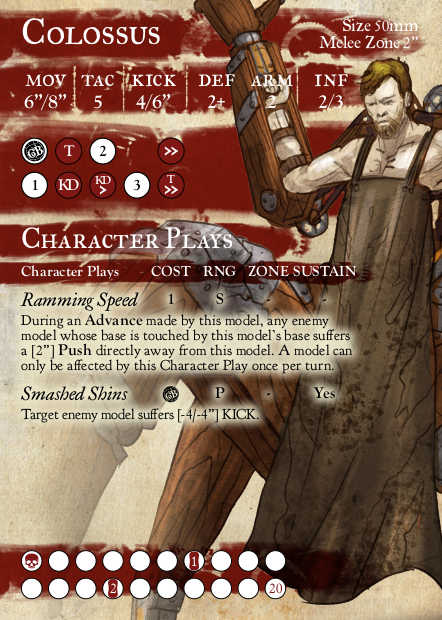 Colossus
Size 50mm
Melee Zone 2"
MOV TAC KICK DEF ARM INF
6"/8" 5 4/6" 2+ 2 2/3
GB T 2 >>
1 KD KD > 3 T >>
Character Plays
Character Plays - COST RNG ZONE SUSTAIN
Ramming Speed 1 S - -
During an Advance made by this model, any enemy
model whose base is touched by this model's base suffers
a [2"] Push directly away from this model. A model can
only be affected by this Character Play once per turn.
Smashed Shins GB P - Yes
Target enemy model suffers [-4/-4"] KICK.
1
2 20